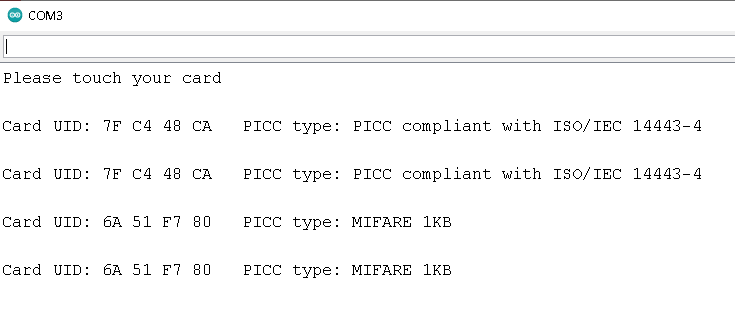 COM3
Please touch your card
Card UID: 7F C4 48 CA PICC type: PICC compliant with ISO/IEC 14443-4
Card UID: 7F C4 48 CA PICC type: PICC compliant with ISO/IEC 14443-4
Card UID: 6A 51 F7 80 PICC type: MIFARE 1KB
Card UID: 6A 51 F7 80 PICC type: MIFARE 1KB